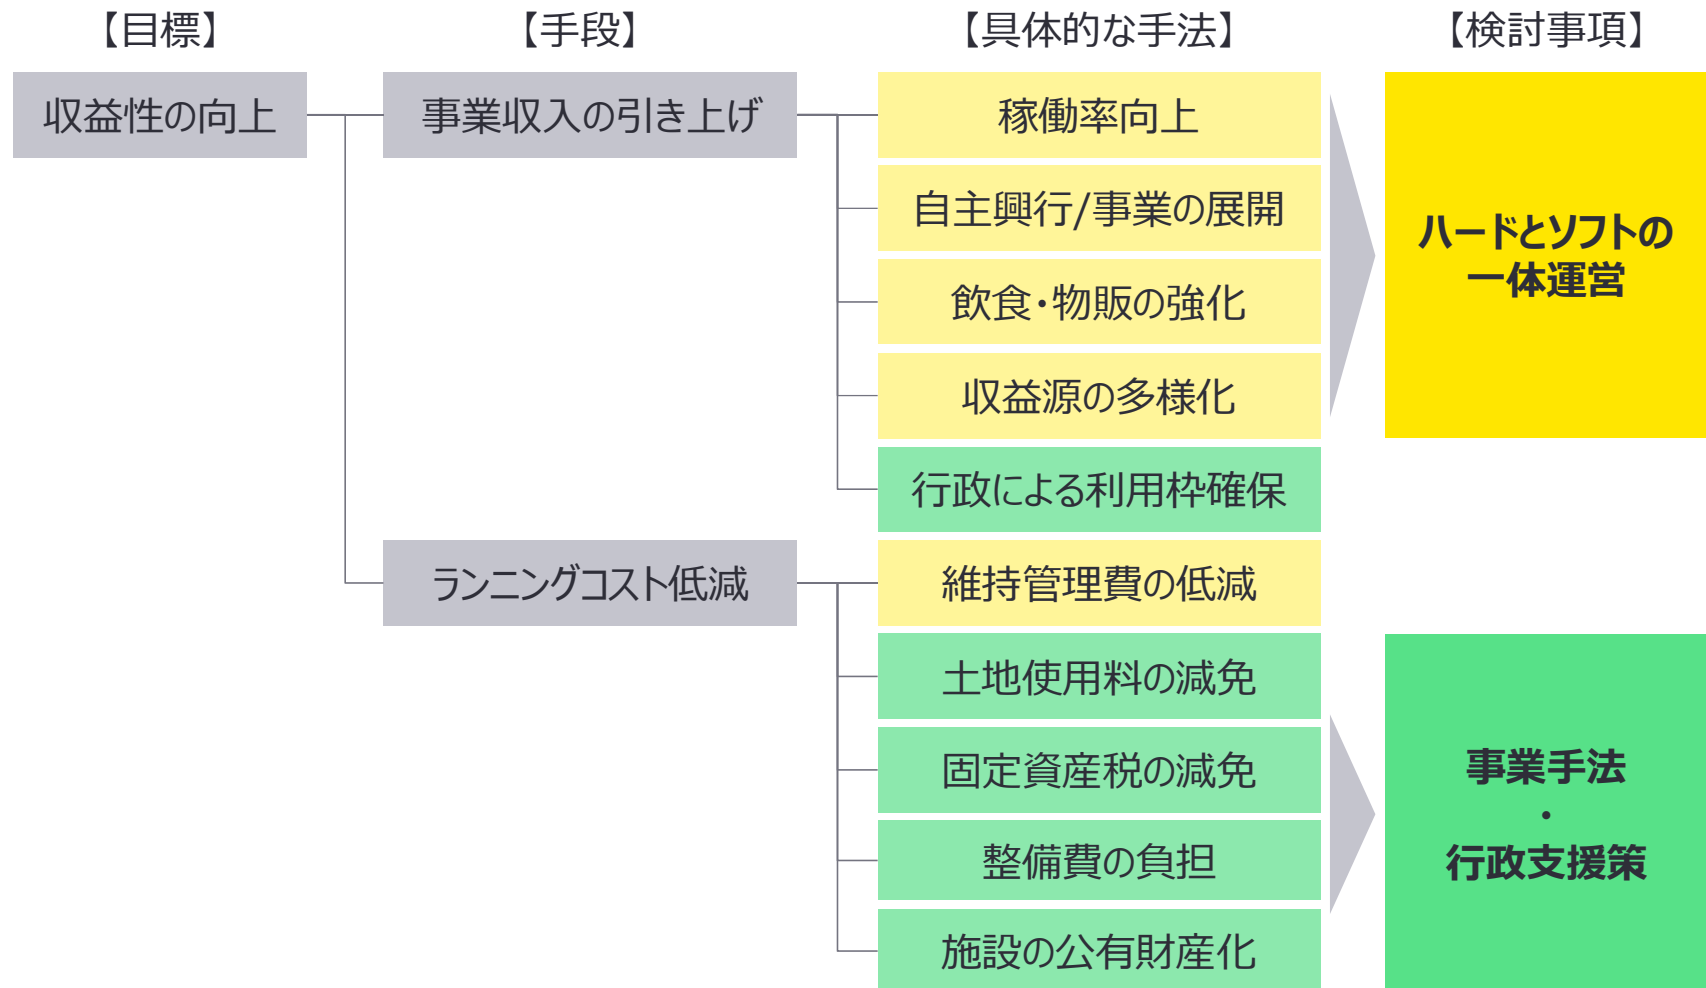 【目標】
【手段】
【具体的な手法】
【検討事項】
収益性の向上
事業収入の引き上げ
稼働率向上
自主興行/事業の展開
飲食・物販の強化
収益源の多様化
行政による利用枠確保
ハードとソフトの
一体運営
ランニングコスト低減
維持管理費の低減
土地使用料の減免
固定資産税の減免
整備費の負担
施設の公有財産化
事業手法
・
行政支援策